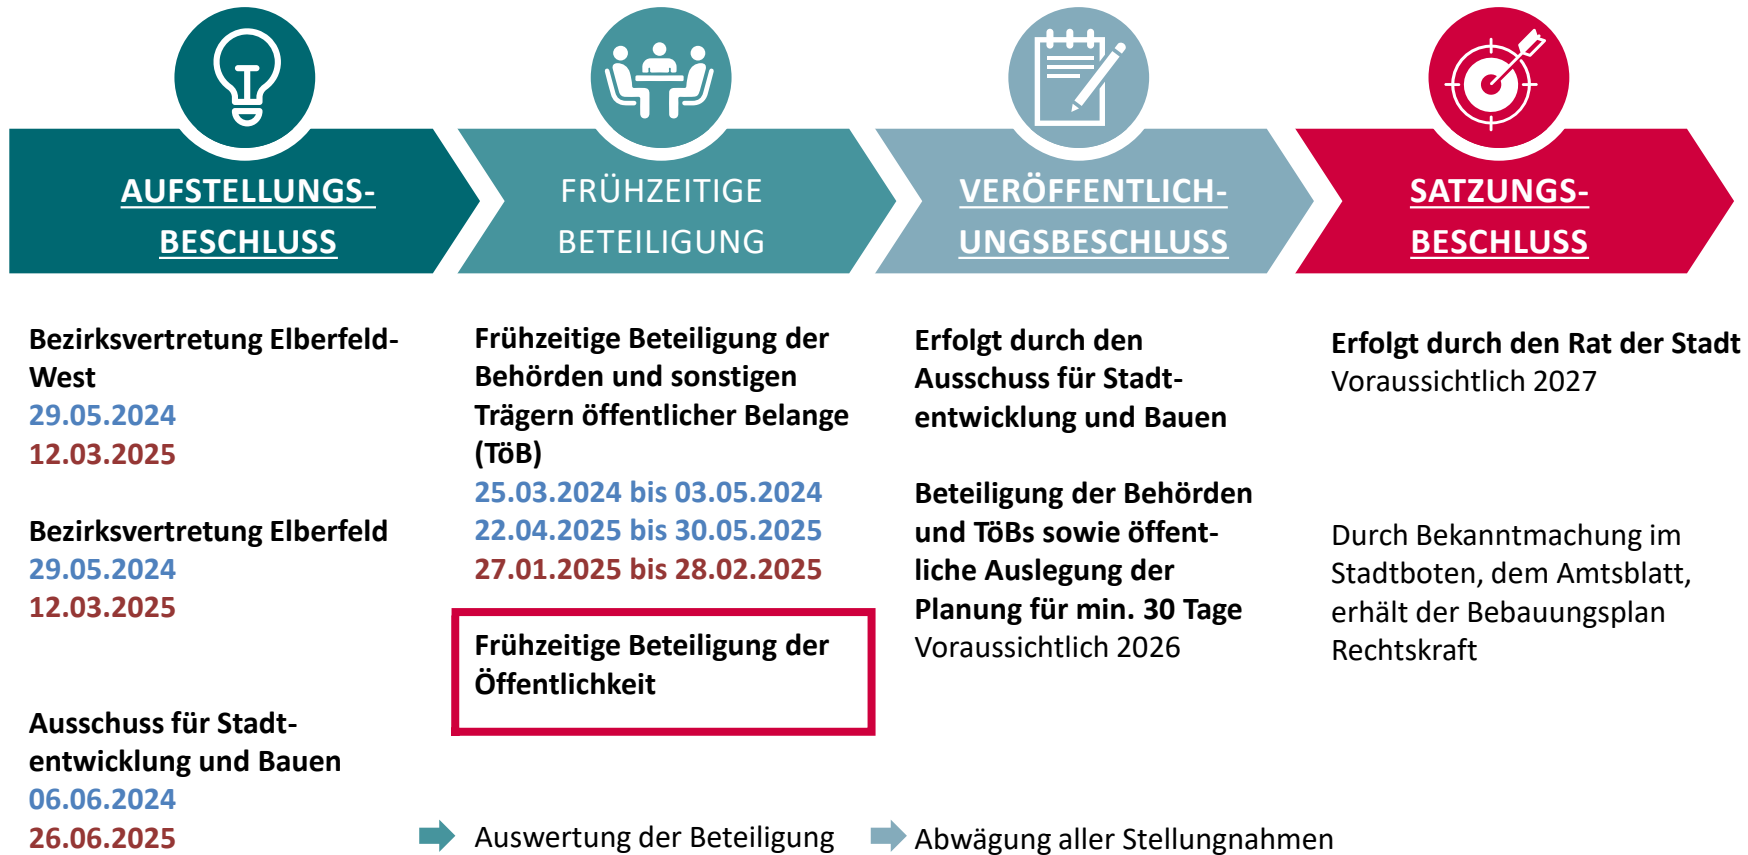 AUFSTELLUNGS-
BESCHLUSS
Bezirksvertretung Elberfeld-
West
29.05.2024
12.03.2025
Bezirksvertretung Elberfeld
29.05.2024
12.03.2025
Ausschuss für Stadt-
entwicklung und Bauen
06.06.2024
26.06.2025
FRÜHZEITIGE
BETEILIGUNG
Frühzeitige Beteiligung der
Behörden und sonstigen
Trägern öffentlicher Belange
(TöB)
25.03.2024 bis 03.05.2024
22.04.2025 bis 30.05.2025
27.01.2025 bis 28.02.2025
Frühzeitige Beteiligung der
Öffentlichkeit
Auswertung der Beteiligung
VERÖFFENTLICH-
UNGSBESCHLUSS
Erfolgt durch den
Ausschuss für Stadt-
entwicklung und Bauen
Beteiligung der Behörden
und TöBs sowie öffent-
liche Auslegung der
Planung für min. 30 Tage
Voraussichtlich 2026
Abwägung aller Stellungnahmen
SATZUNGS-
BESCHLUSS
Erfolgt durch den Rat der Stadt
Voraussichtlich 2027
Durch Bekanntmachung im
Stadtboten, dem Amtsblatt,
erhält der Bebauungsplan
Rechtskraft